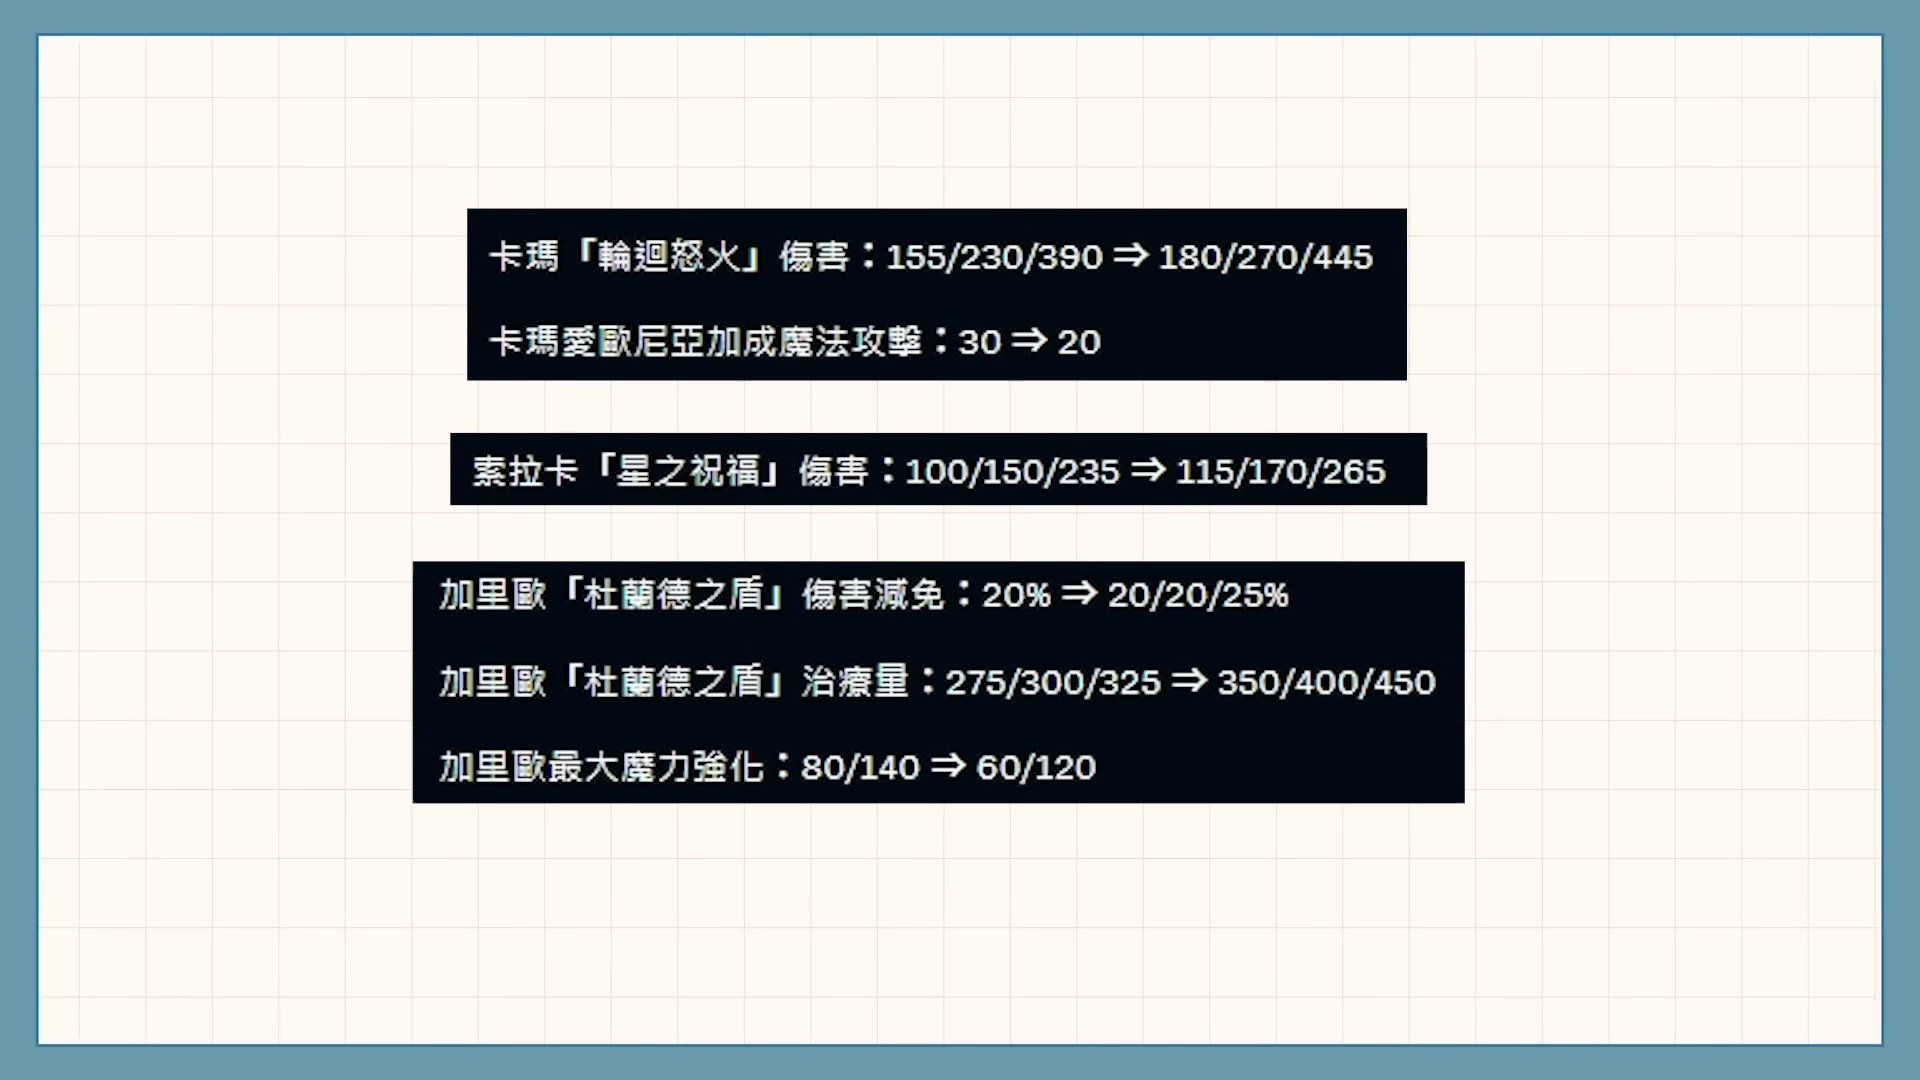 卡瑪「輪迴怒火」傷害：155/230/390 ⇒ 180/270/445
卡瑪愛歐尼亞加成魔法攻擊：30 ⇒ 20
索拉卡「星之祝福」傷害：100/150/235 ⇒ 115/170/265
加里歐「杜蘭德之盾」傷害減免：20% ⇒ 20/20/25%
加里歐「杜蘭德之盾」治療量：275/300/325 ⇒ 350/400/450
加里歐最大魔力強化：80/140 ⇒ 60/120